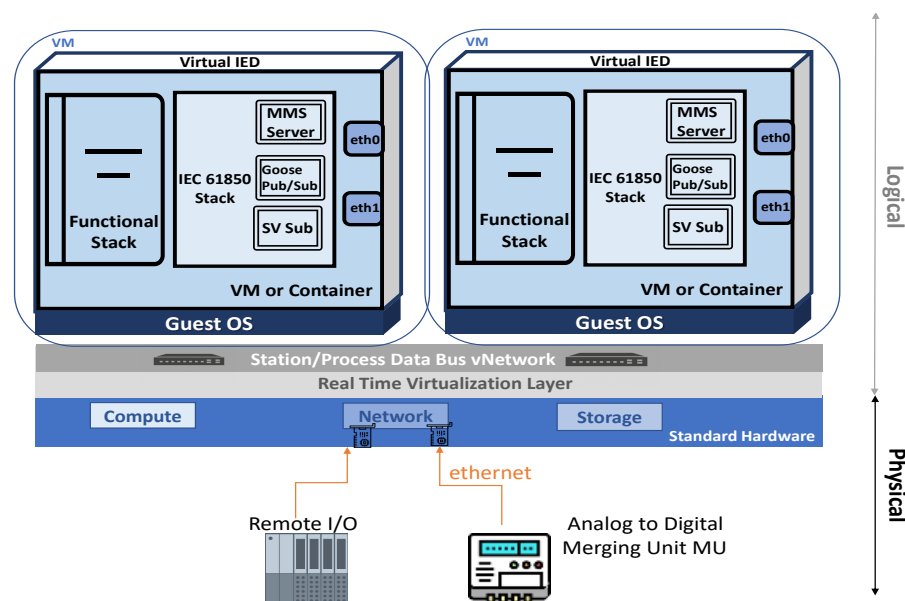 VM
Virtual IED
MMS
Server
eth0
Goose
Pub/Sub
IEC 61850
Stack
eth1
SV Sub
Functional
Stack
VM or Container
Guest OS
VM
Virtual IED
MMS
Server
eth0
Goose
Pub/Sub
IEC 61850
Stack
eth1
SV Sub
Functional
Stack
VM or Container
Guest OS
Logical
Station/Process Data Bus vNetwork
Real Time Virtualization Layer
Compute
Network
Storage
Standard Hardware
Physical
ethernet
Remote I/O
Analog to Digital
Merging Unit MU